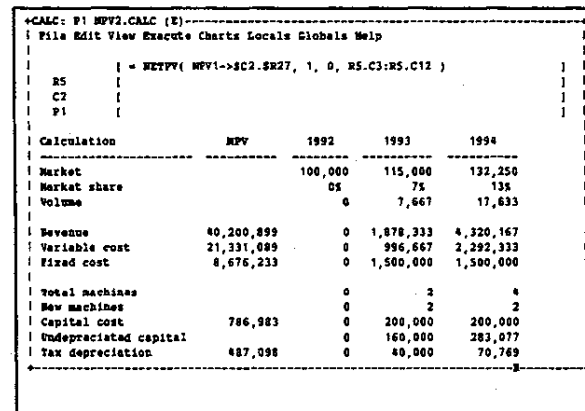 +CALC: P1 NPV2.CALC (E)
File Edit View Execute Charts Locals Globals Help
[ = NETPV( NPV1->$C2.$R27, 1, 0, R5.C3:R5.C12 ) ]
R5 [ ]
C2 [ ]
P1 [ ]
Calculation NPV 1992 1993 1994
Market 100,000 115,000 132,250
Market share 0% 7% 13%
Volume 0 7,667 17,633
Revenue 40,200,899 0 1,878,333 4,320,167
Variable cost 21,331,089 0 996,667 2,292,333
Fixed cost 8,676,233 0 1,500,000 1,500,000
Total machines 0 2 4
New machines 0 2 2
Capital cost 786,983 0 200,000 200,000
Undepreciated capital 0 160,000 283,077
Tax depreciation 487,098 0 40,000 70,769